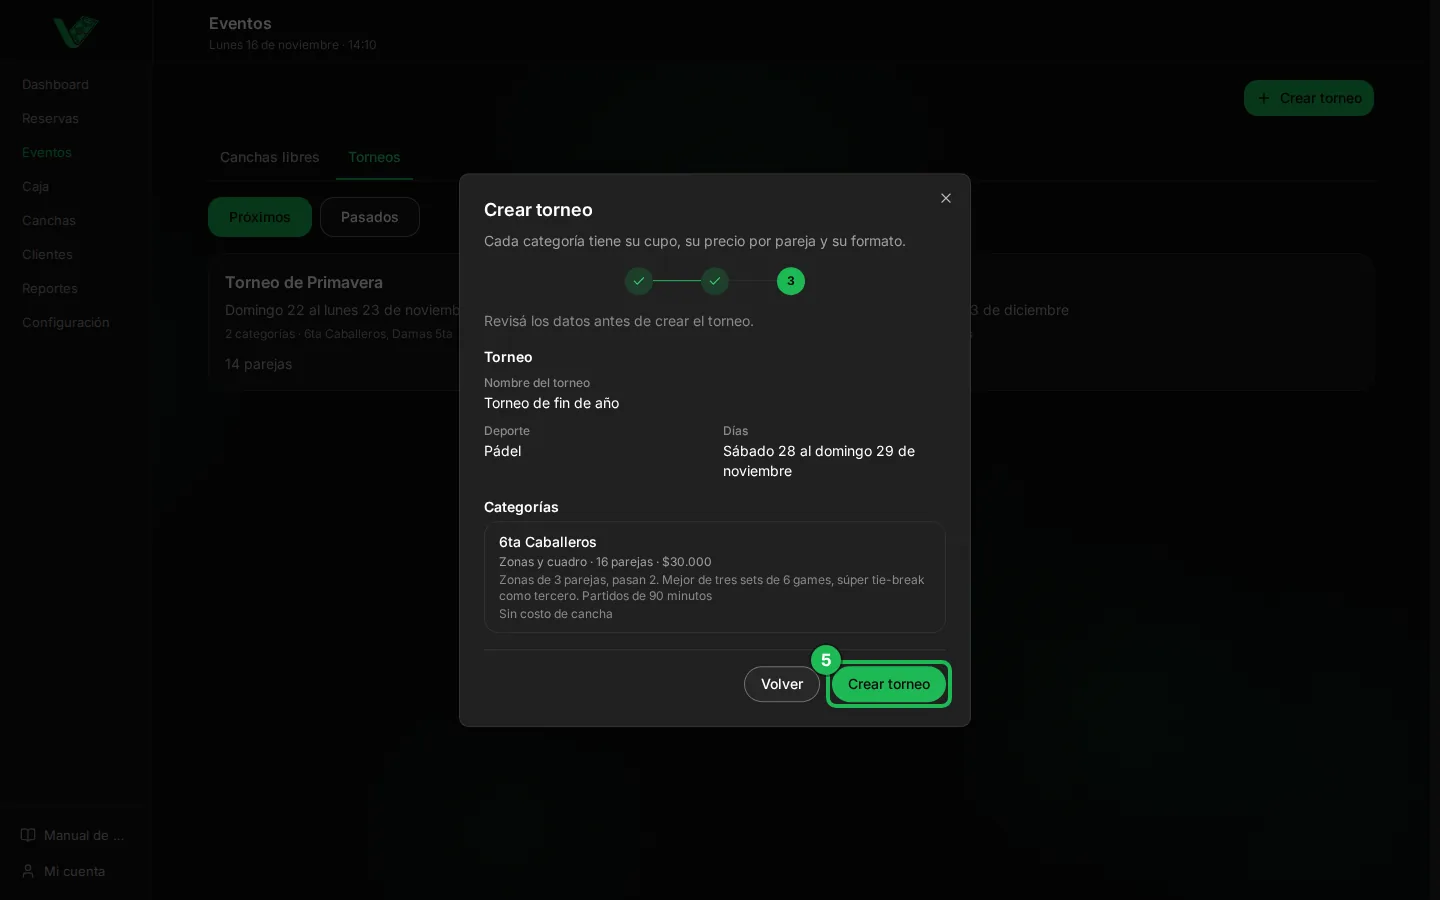 Eventos
Lunes 16 de noviembre · 14:10
Dashboard
Reservas
Eventos
Caja
Canchas
Clientes
Reportes
Configuración
Manual de ...
Mi cuenta
+ Crear torneo
Canchas libres
Torneos
Próximos
Pasados
Torneo de Primavera
Domingo 22 al lunes 23 de noviemb
2 categorías · 6ta Caballeros, Damas 5ta
14 parejas
3 de diciembre
Crear torneo
Cada categoría tiene su cupo, su precio por pareja y su formato.
3
Revisá los datos antes de crear el torneo.
Torneo
Nombre del torneo
Torneo de fin de año
Deporte
Pádel
Días
Sábado 28 al domingo 29 de
noviembre
Categorías
6ta Caballeros
Zonas y cuadro · 16 parejas · $30.000
Zonas de 3 parejas, pasan 2. Mejor de tres sets de 6 games, súper tie-break
como tercero. Partidos de 90 minutos
Sin costo de cancha
5
Volver
Crear torneo